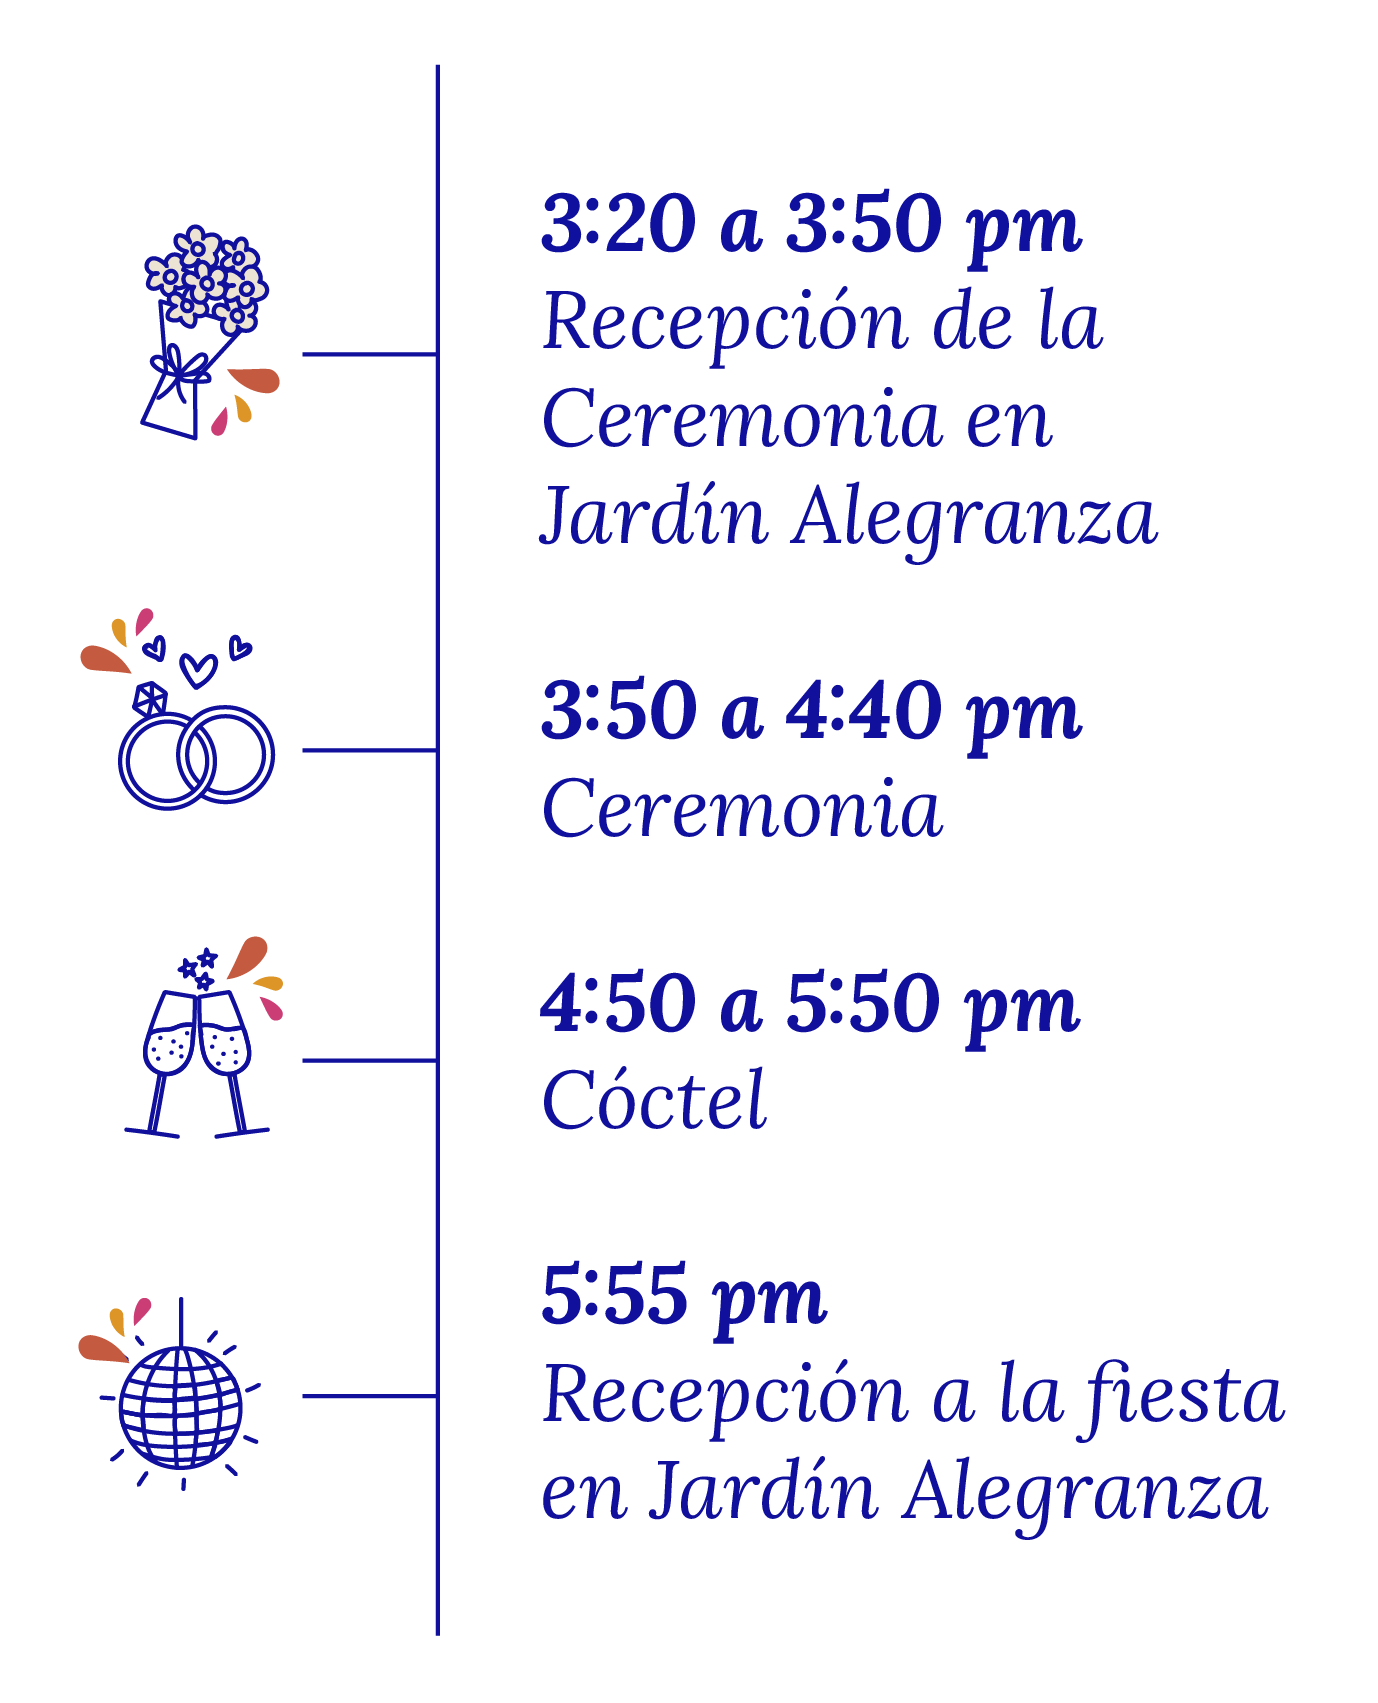 3:20 a 3:50 pm
Recepción de la
Ceremonia en
Jardín Alegranza
3:50 a 4:40 pm
Ceremonia
4:50 a 5:50 pm
Cóctel
5:55 pm
Recepción a la fiesta
en Jardín Alegranza